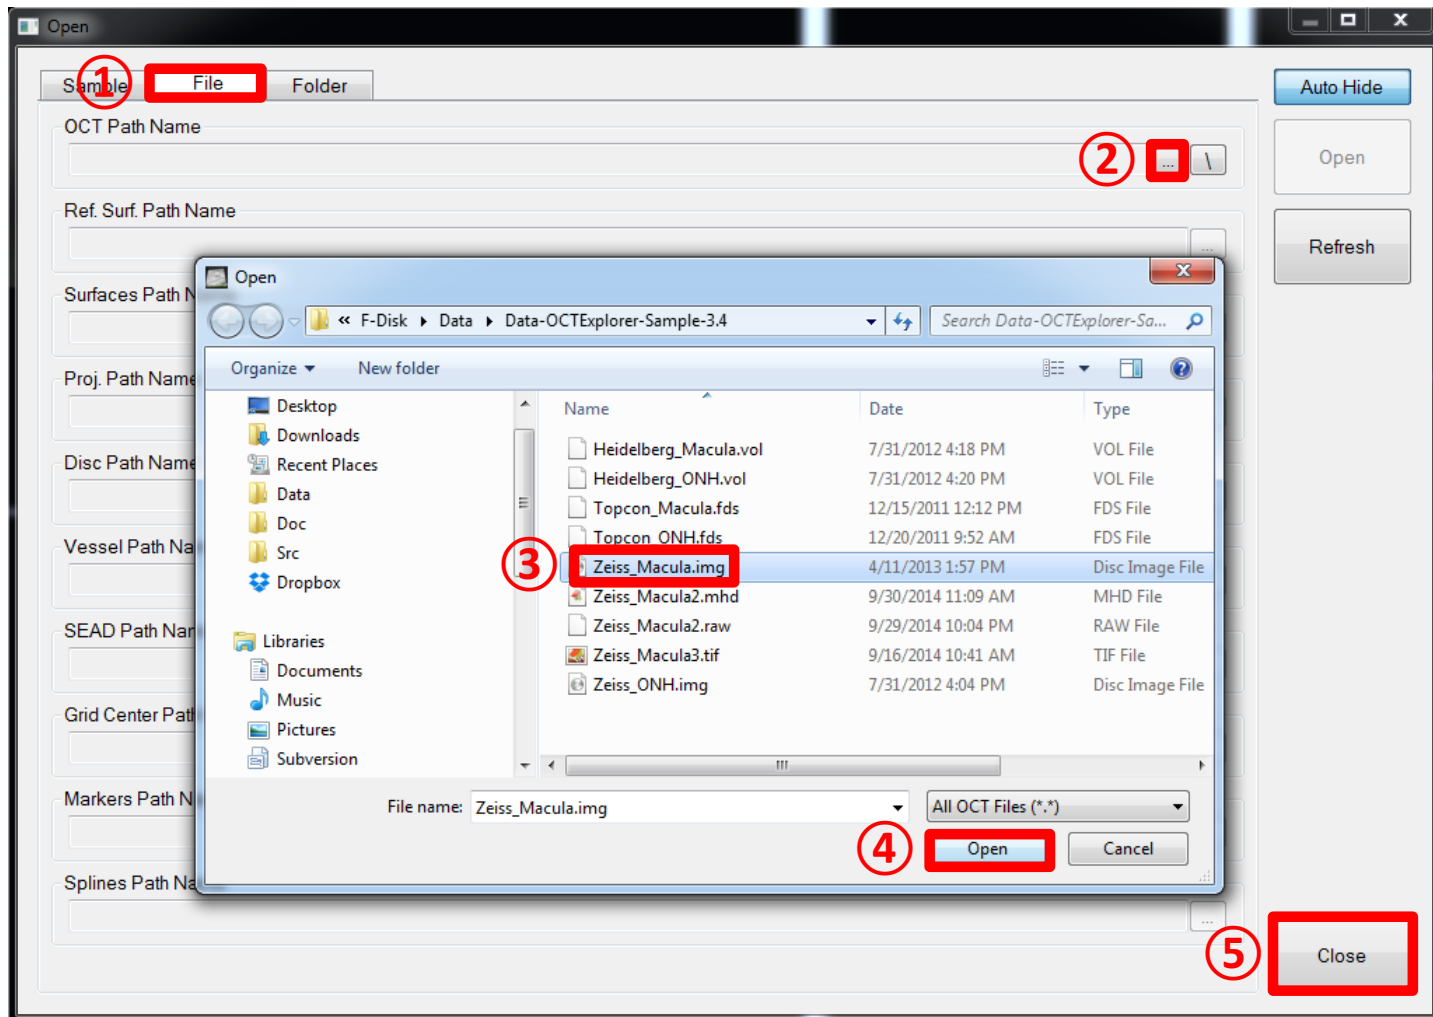 Open
X
Sample
①
File
Folder
Auto Hide
OCT Path Name
②
...
\
Open
Ref. Surf. Path Name
...
Refresh
Open
Surfaces Path N
« F-Disk Data Data-OCTExplorer-Sample-3.4
Search Data-OCTExplorer-Sa...
Organize
New folder
Proj. Path Name
Desktop
Name
Date
Type
Downloads
Heidelberg_Macula.vol 7/31/2012 4:18 PM VOL File
Disc Path Name
Recent Places
Heidelberg_ONH.vol 7/31/2012 4:20 PM VOL File
Data
Topcon_Macula.fds 12/15/2011 12:12 PM FDS File
Doc
Topcon_ONH.fds 12/20/2011 9:52 AM FDS File
Vessel Path Na
Src
③
Zeiss_Macula.img 4/11/2013 1:57 PM Disc Image File
Dropbox
Zeiss_Macula2.mhd 9/30/2014 11:09 AM MHD File
SEAD Path Nar
Zeiss_Macula2.raw 9/29/2014 10:04 PM RAW File
Libraries
Zeiss_Macula3.tif 9/16/2014 10:41 AM TIF File
Documents
Zeiss_ONH.img 7/31/2012 4:04 PM Disc Image File
Music
Grid Center Pat
Pictures
Subversion
Markers Path N
File name: Zeiss_Macula.img
All OCT Files (*.*)
④
Open
Cancel
Splines Path Na
...
⑤
Close